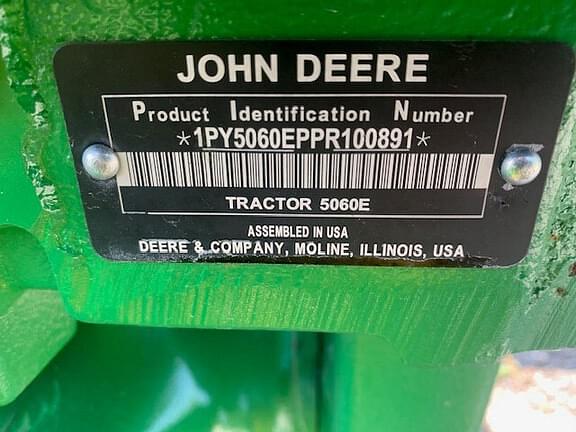 JOHN DEERE
Product Identification Number
*1PY5060EPPR100891*
TRACTOR 5060E
ASSEMBLED IN USA
DEERE & COMPANY, MOLINE, ILLINOIS, USA